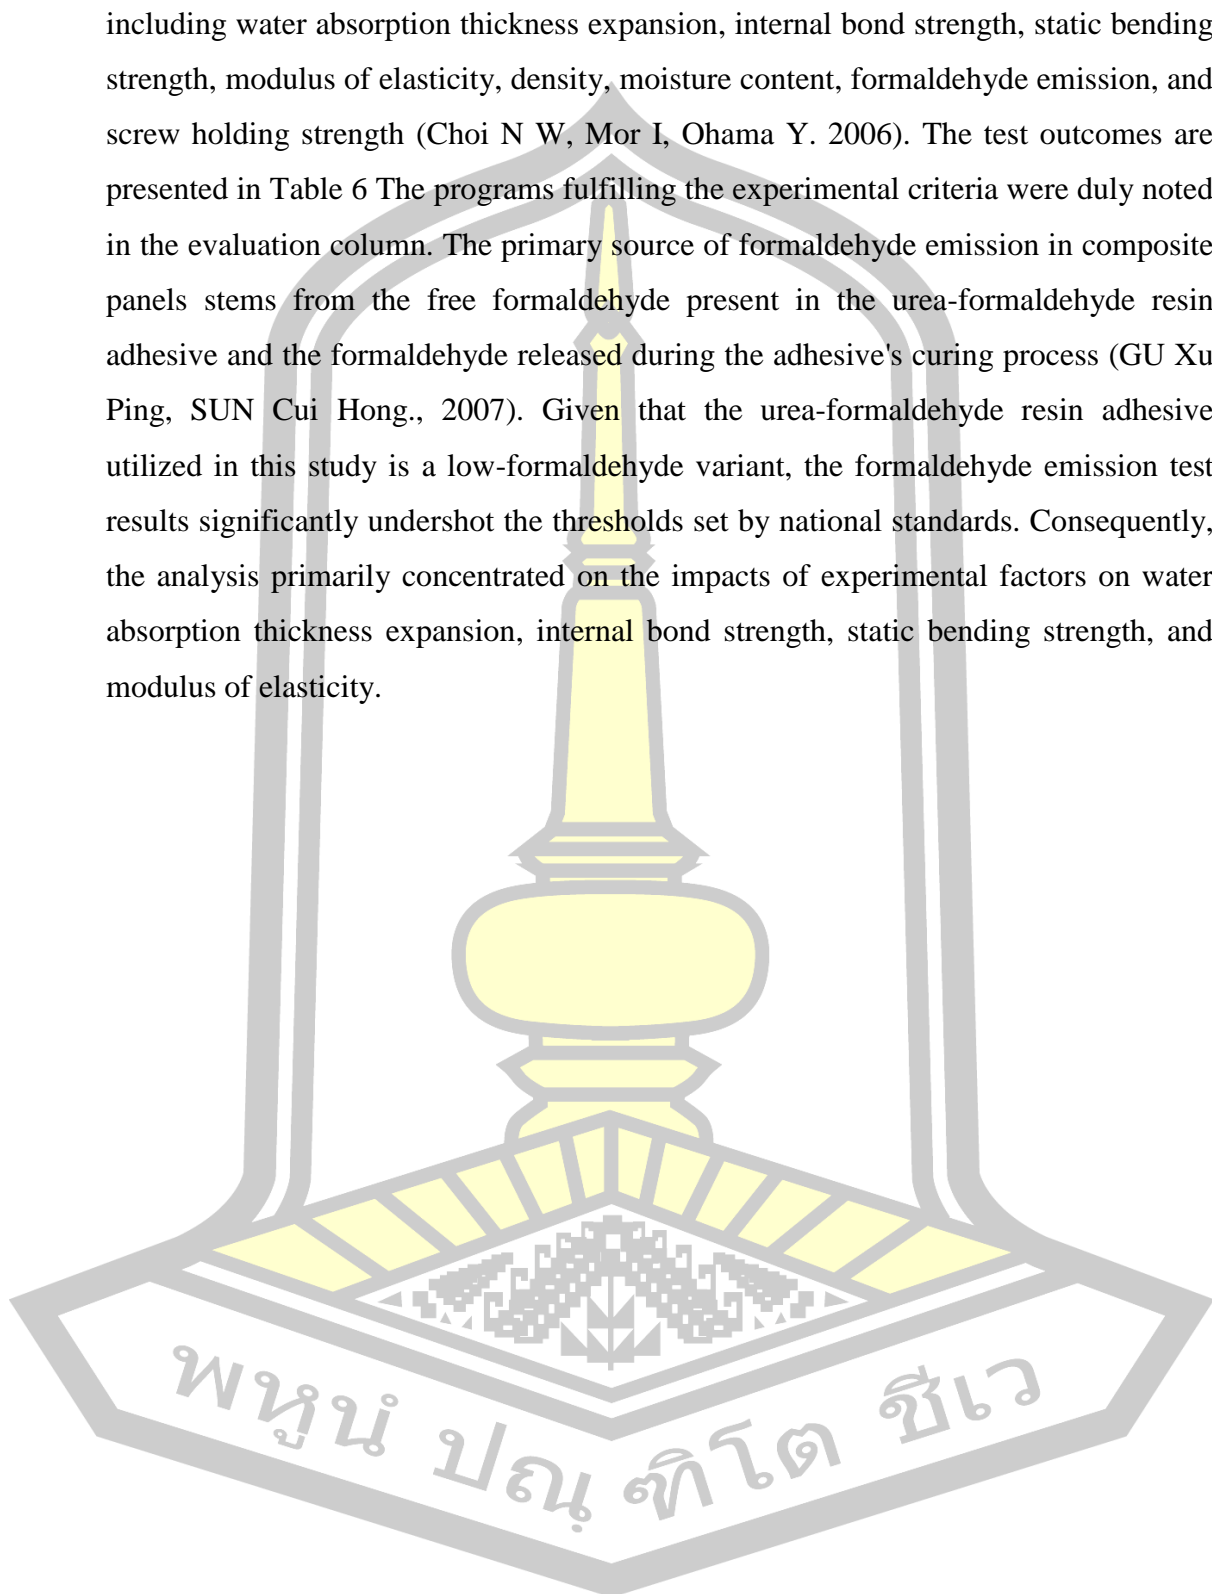 including water absorption thickness expansion, internal bond strength, static bending
strength, modulus of elasticity, density, moisture content, formaldehyde emission, and
screw holding strength (Choi N W, Mor I, Ohama Y. 2006). The test outcomes are
presented in Table 6 The programs fulfilling the experimental criteria were duly noted
in the evaluation column. The primary source of formaldehyde emission in composite
panels stems from the free formaldehyde present in the urea-formaldehyde resin
adhesive and the formaldehyde released during the adhesive's curing process (GU Xu
Ping, SUN Cui Hong., 2007). Given that the urea-formaldehyde resin adhesive
utilized in this study is a low-formaldehyde variant, the formaldehyde emission test
results significantly undershot the thresholds set by national standards. Consequently,
the analysis primarily concentrated on the impacts of experimental factors on water
absorption thickness expansion, internal bond strength, static bending strength, and
modulus of elasticity.
พหูนํ ปณฺฑิโต ชีเว